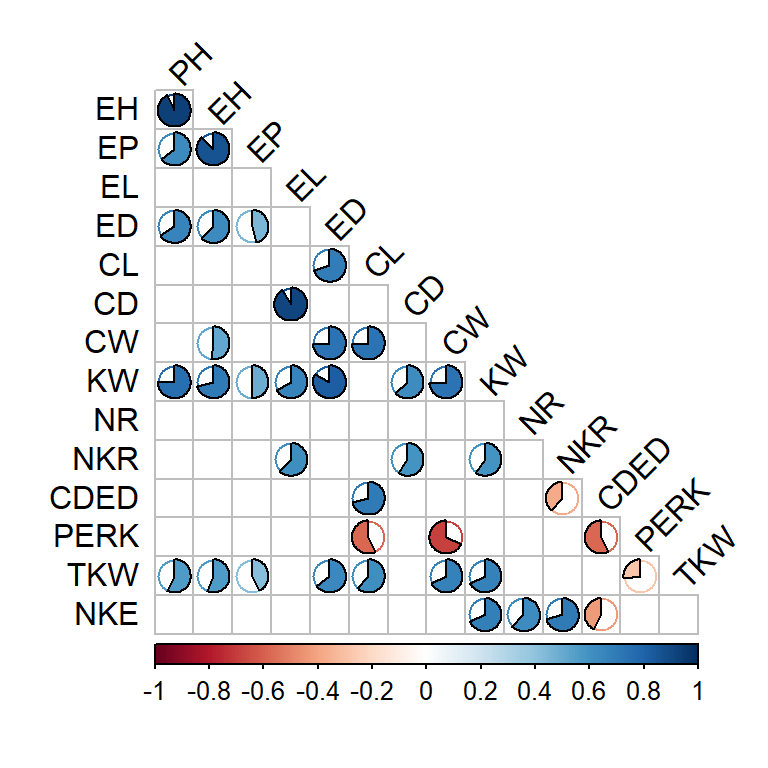 PH
EH
EP
EL
ED
CL
CD
CW
KW
NR
NKR
CDED
PERK
TKW
EH
EP
EL
ED
CL
CD
CW
KW
NR
NKR
CDED
PERK
TKW
NKE
-1 -0.8 -0.6 -0.4 -0.2 0 0.2 0.4 0.6 0.8 1